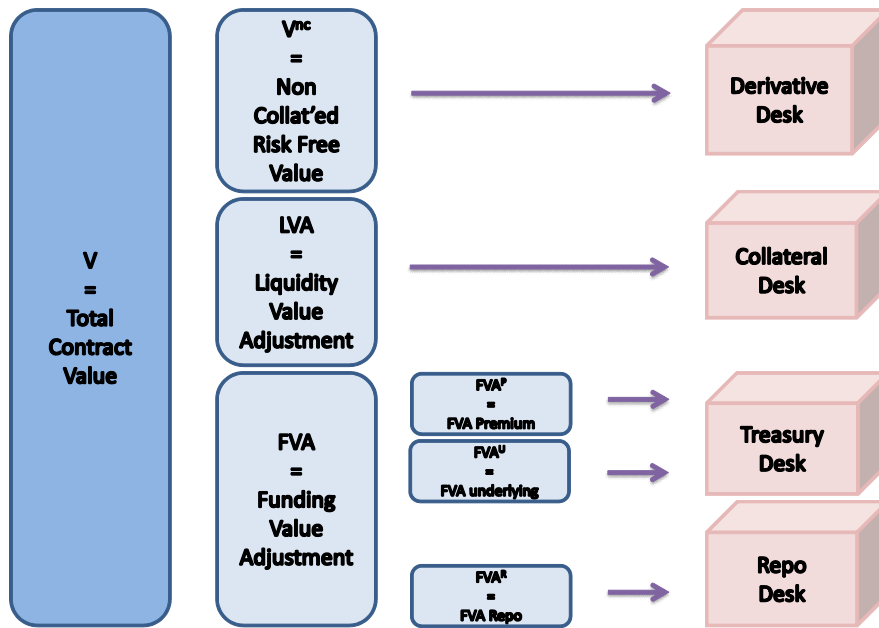 V
=
Total
Contract
Value
Vⁿᶜ
=
Non
Collat'ed
Risk Free
Value
LVA
=
Liquidity
Value
Adjustment
FVA
=
Funding
Value
Adjustment
FVAᴾ
=
FVA Premium
FVAᵁ
=
FVA underlying
FVAᴿ
=
FVA Repo
Derivative
Desk
Collateral
Desk
Treasury
Desk
Repo
Desk